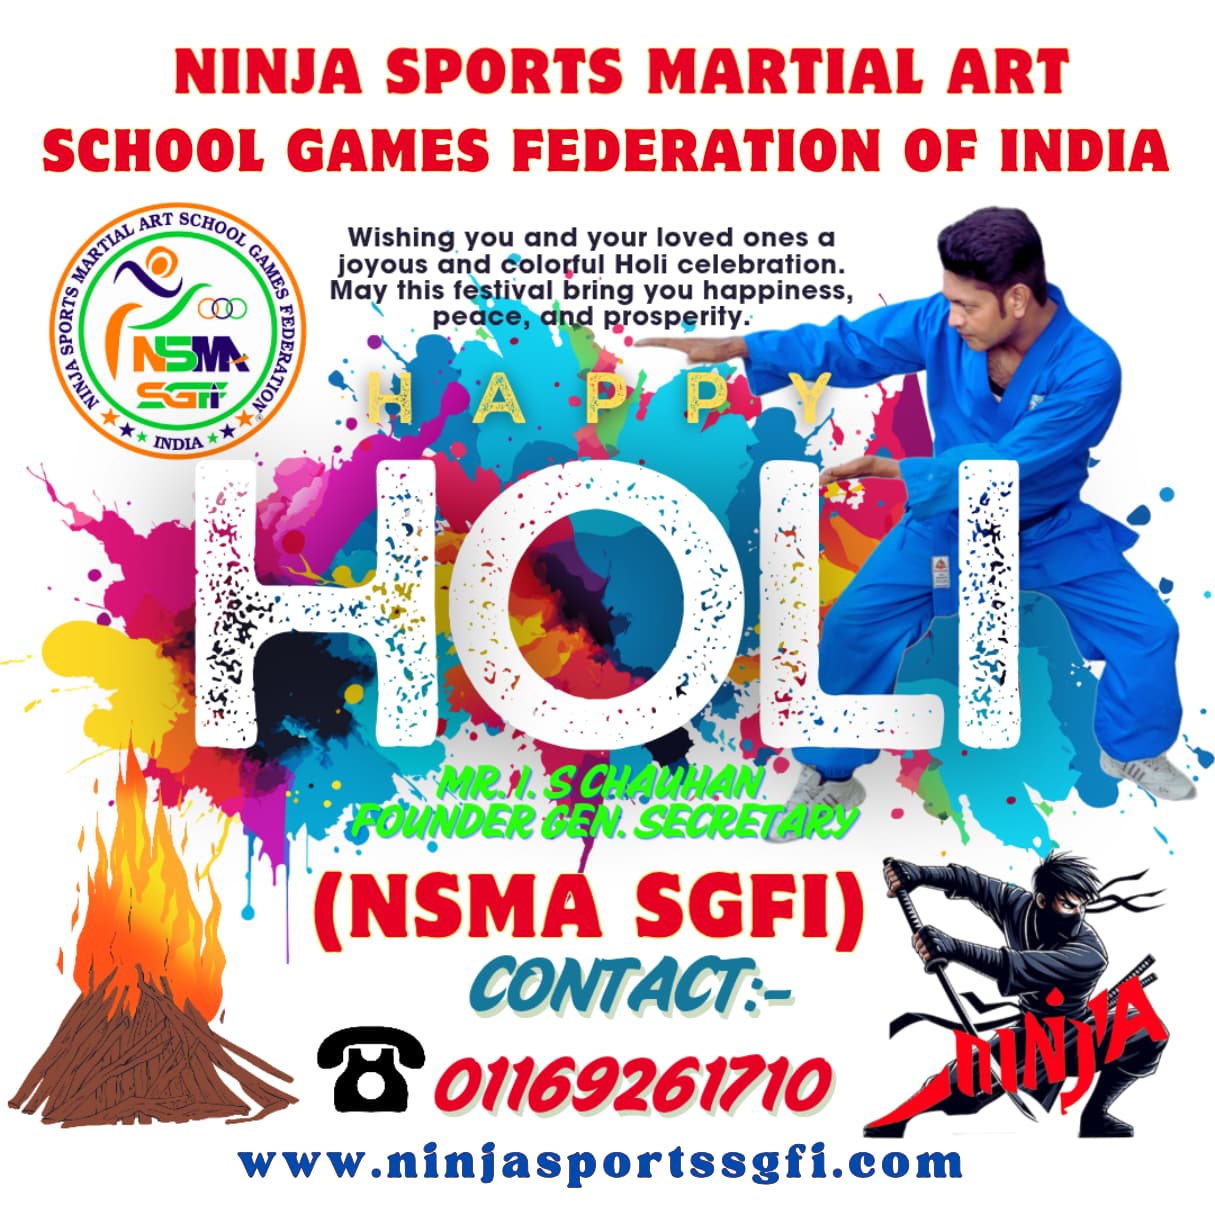 NINJA SPORTS MARTIAL ART
SCHOOL GAMES FEDERATION OF INDIA
NINJA SPORTS MARTIAL ART SCHOOL GAMES FEDERATION
NSMA
SGFI
INDIA
Wishing you and your loved ones a
joyous and colorful Holi celebration.
May this festival bring you happiness,
peace, and prosperity.
HAPPY
HOLI
MR. I. S CHAUHAN
FOUNDER GEN. SECRETARY
(NSMA SGFI)
CONTACT:-
01169261710
NINJA
www.ninjasportssgfi.com